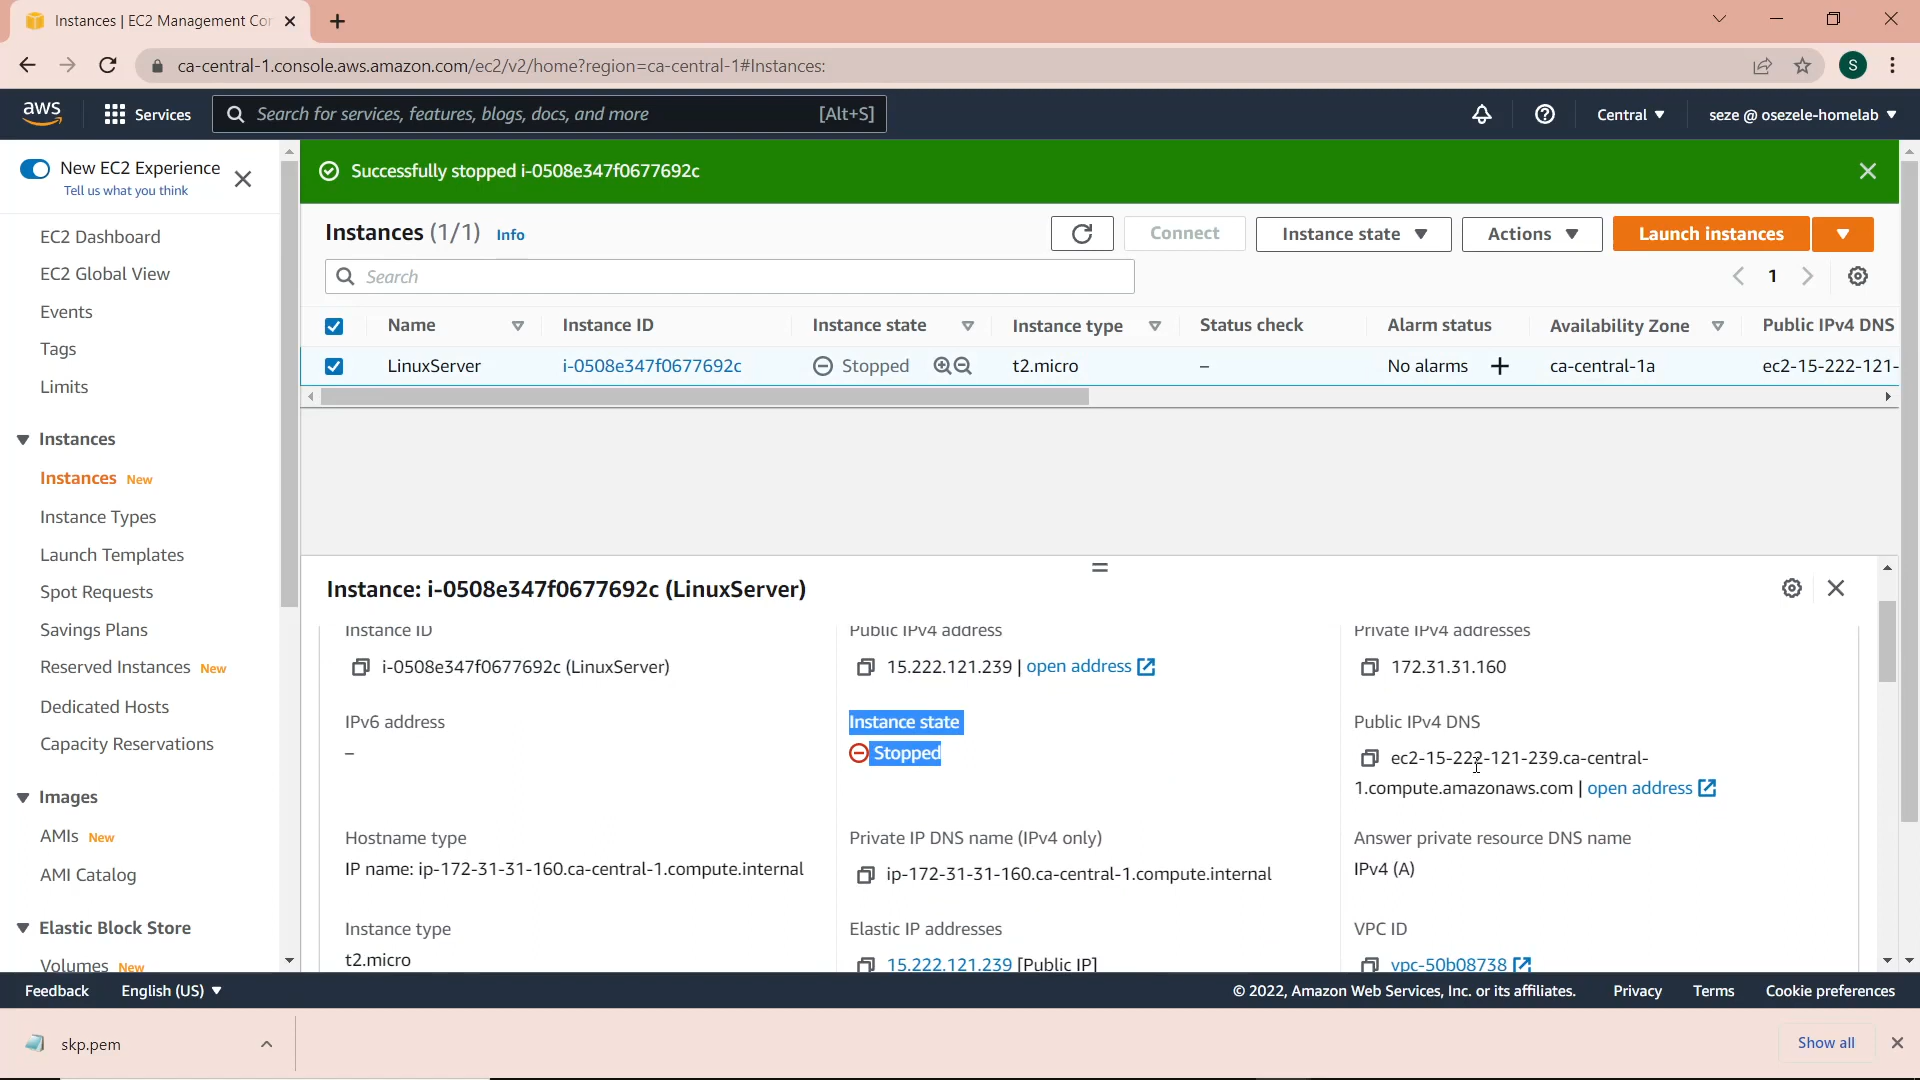 Instances | EC2 Management Con
ca-central-1.console.aws.amazon.com/ec2/v2/home?region=ca-central-1#Instances:
S
aws
Services
Search for services, features, blogs, docs, and more
[Alt+S]
Central
seze @ osezele-homelab
New EC2 Experience
Tell us what you think
EC2 Dashboard
EC2 Global View
Events
Tags
Limits
Instances
Instances New
Instance Types
Launch Templates
Spot Requests
Savings Plans
Reserved Instances New
Dedicated Hosts
Capacity Reservations
Images
AMIs New
AMI Catalog
Elastic Block Store
Volumes New
Successfully stopped i-0508e347f0677692c
Instances (1/1) Info
Connect
Instance state
Actions
Launch instances
Search
1
Name Instance ID Instance state Instance type Status check Alarm status Availability Zone Public IPv4 DNS
LinuxServer i-0508e347f0677692c Stopped t2.micro – No alarms + ca-central-1a ec2-15-222-121-
Instance: i-0508e347f0677692c (LinuxServer)
Instance ID
i-0508e347f0677692c (LinuxServer)
Public IPv4 address
15.222.121.239 | open address
Private IPv4 addresses
172.31.31.160
IPv6 address
–
Instance state
Stopped
Public IPv4 DNS
ec2-15-222-121-239.ca-central-
1.compute.amazonaws.com | open address
Hostname type
IP name: ip-172-31-31-160.ca-central-1.compute.internal
Private IP DNS name (IPv4 only)
ip-172-31-31-160.ca-central-1.compute.internal
Answer private resource DNS name
IPv4 (A)
Instance type
t2.micro
Elastic IP addresses
15.222.121.239 [Public IP]
VPC ID
vpc-50b08738
Feedback
English (US)
© 2022, Amazon Web Services, Inc. or its affiliates.
Privacy
Terms
Cookie preferences
skp.pem
Show all